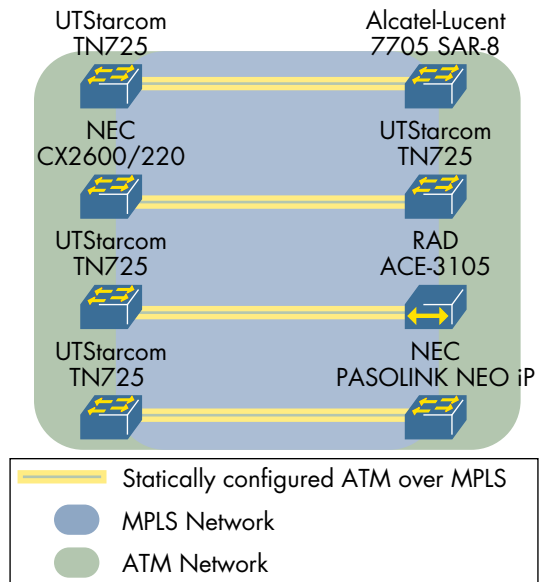 UTStarcom
TN725
Alcatel-Lucent
7705 SAR-8
NEC
CX2600/220
UTStarcom
TN725
UTStarcom
TN725
RAD
ACE-3105
UTStarcom
TN725
NEC
PASOLINK NEO iP
Statically configured ATM over MPLS
MPLS Network
ATM Network